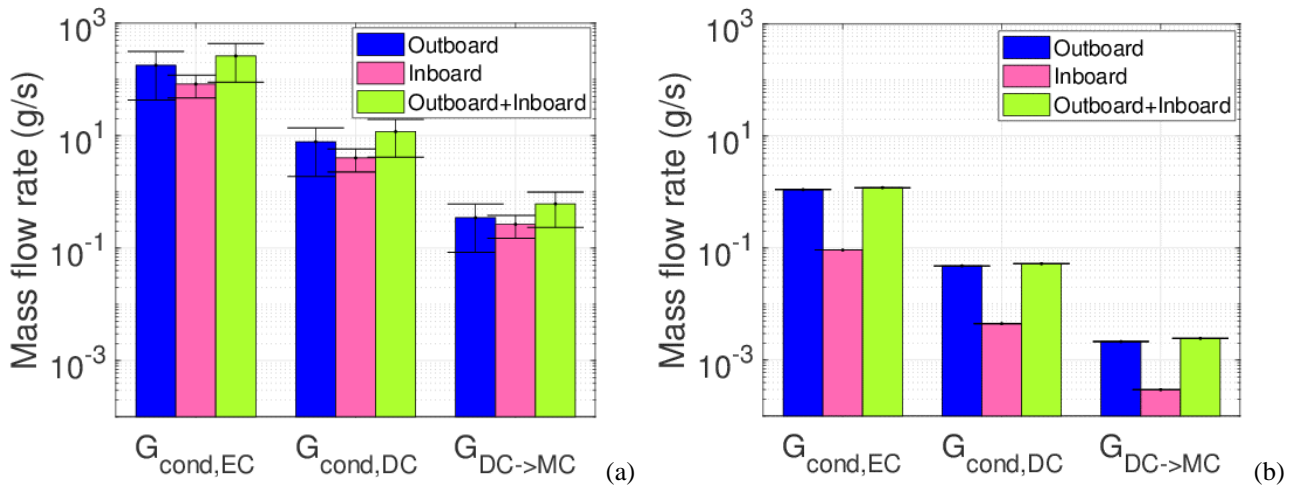 Mass flow rate (g/s)
10^3
10^1
10^-1
10^-3
Outboard
Inboard
Outboard+Inboard
G_cond,EC
G_cond,DC
G_DC->MC
(a)
Mass flow rate (g/s)
10^3
10^1
10^-1
10^-3
Outboard
Inboard
Outboard+Inboard
G_cond,EC
G_cond,DC
G_DC->MC
(b)